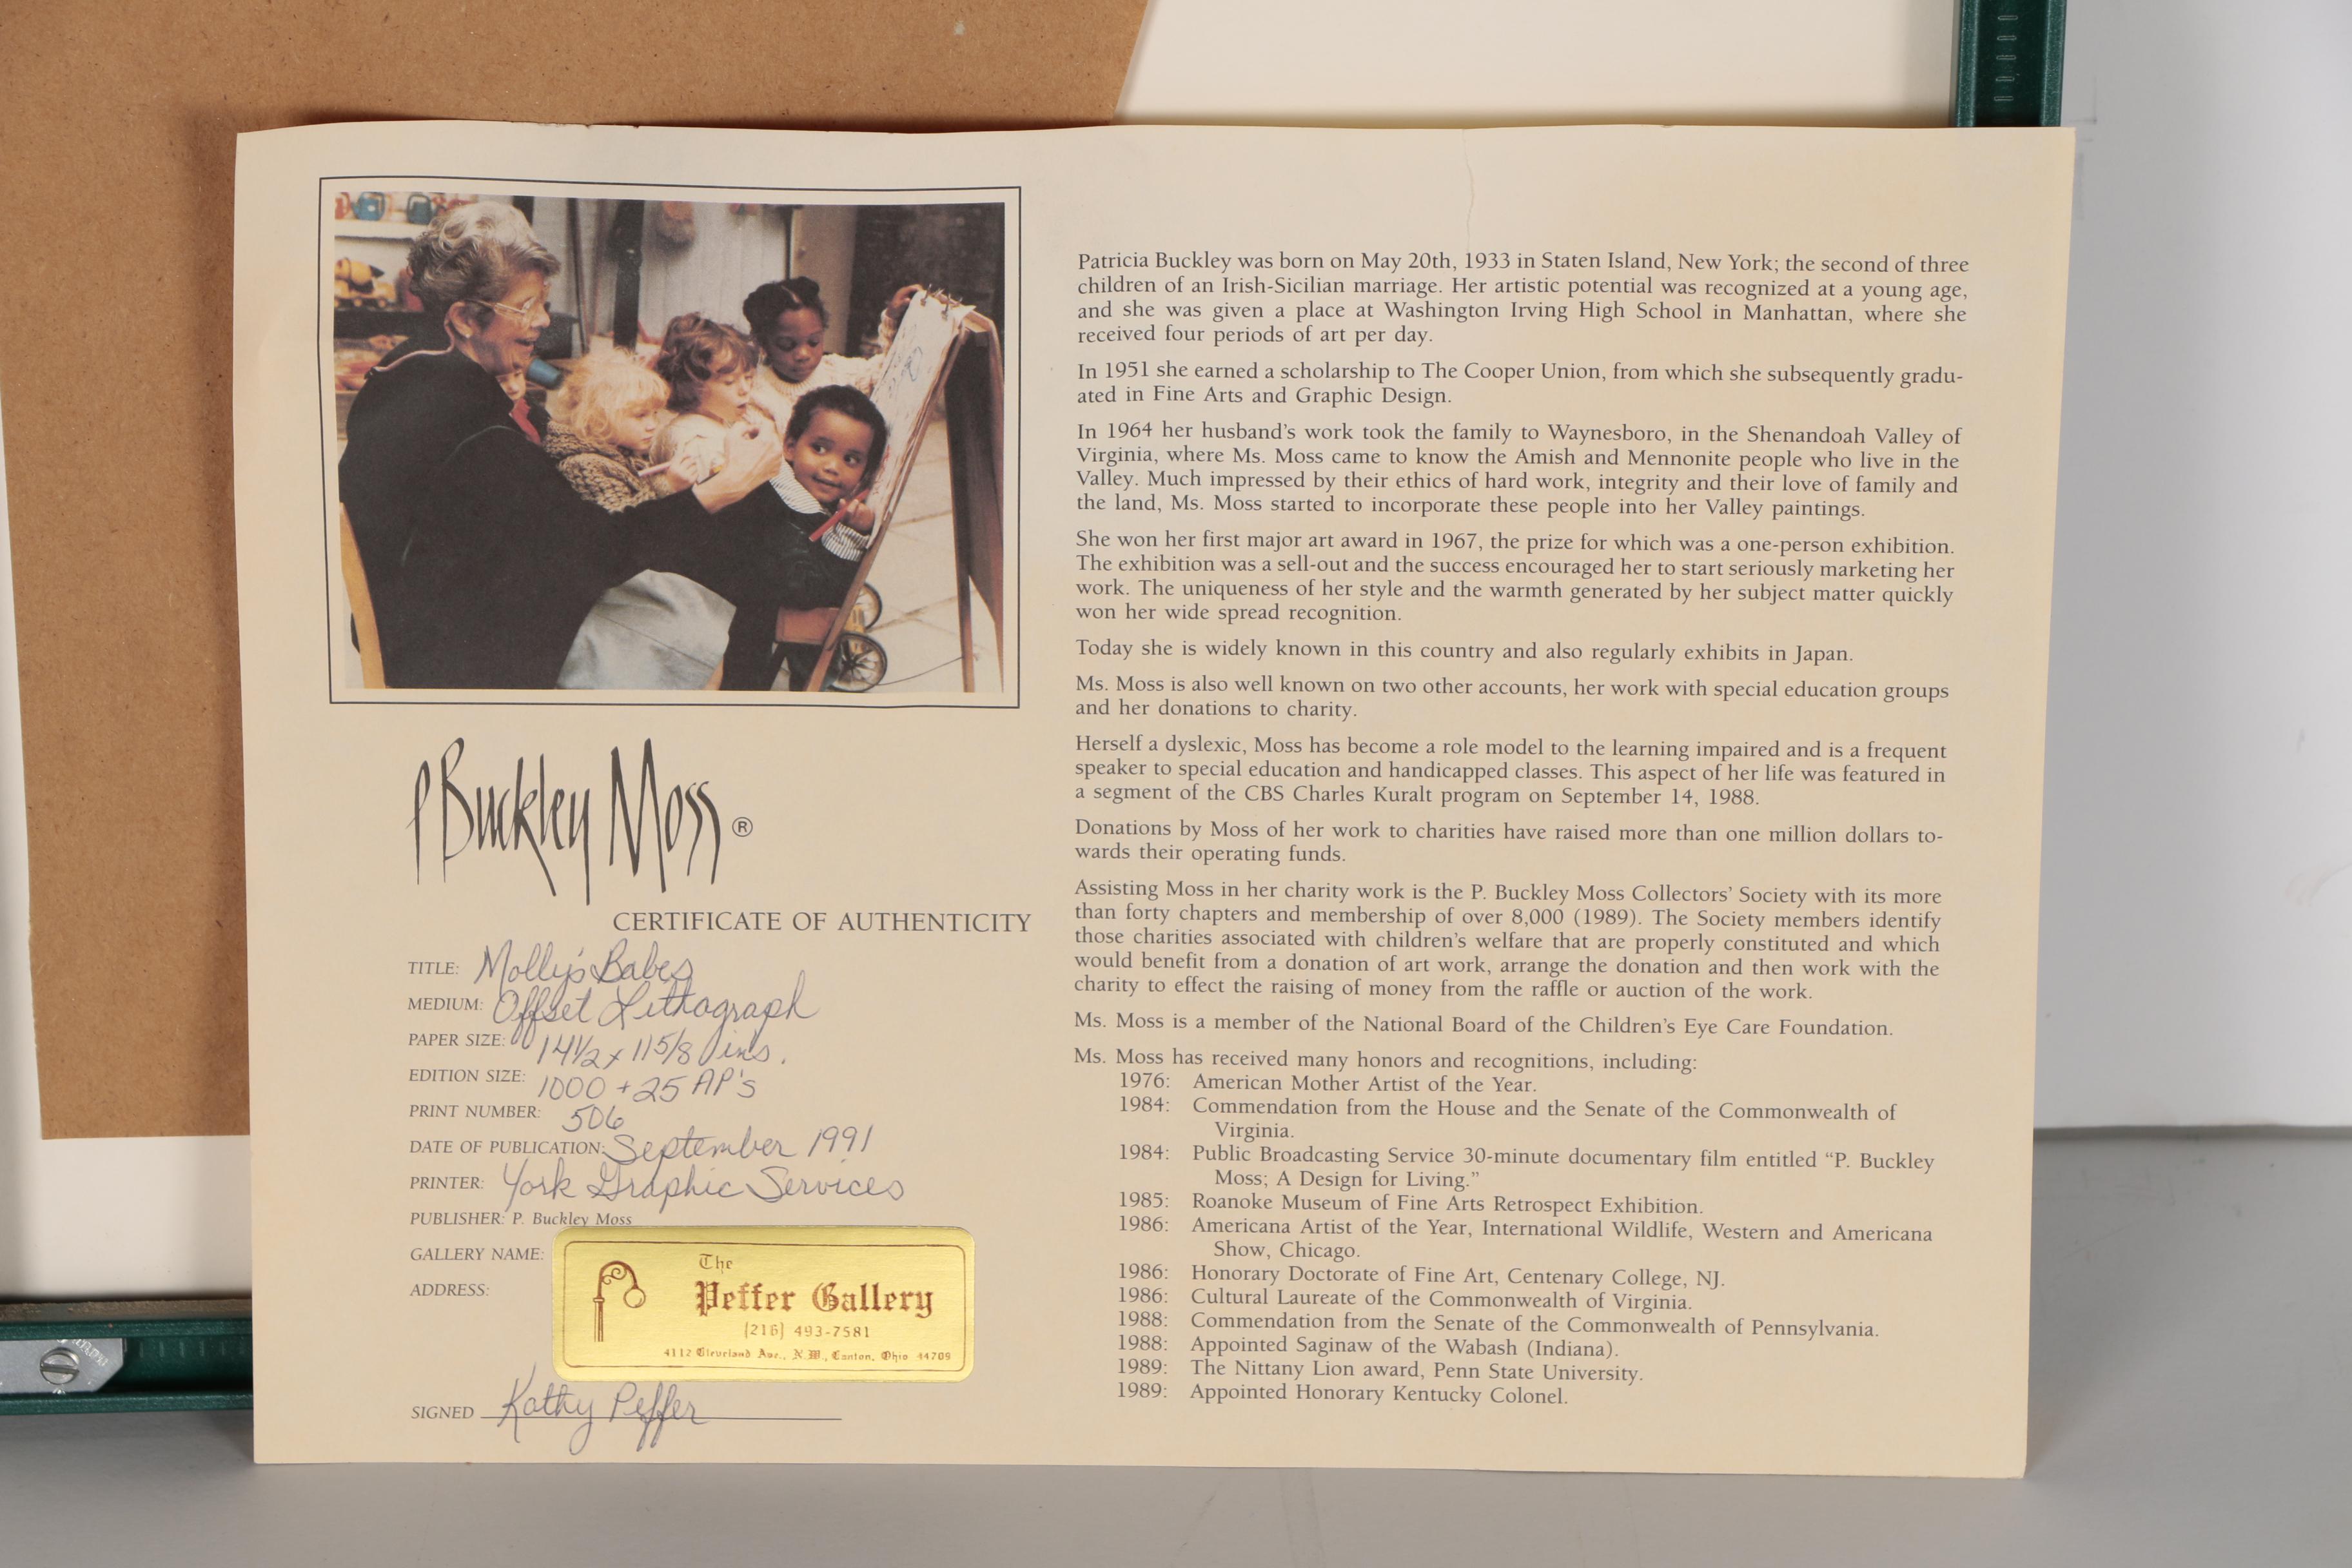 P Buckley Moss ®
CERTIFICATE OF AUTHENTICITY
TITLE: Molly's Babes
MEDIUM: Offset Lithograph
PAPER SIZE: 14 1/2 x 11 5/8 ins.
EDITION SIZE: 1000 + 25 AP's
PRINT NUMBER: 506
DATE OF PUBLICATION: September 1991
PRINTER: York Graphic Services
PUBLISHER: P. Buckley Moss
GALLERY NAME:
ADDRESS:
The
Peffer Gallery
(216) 493-7581
4112 Cleveland Ave., N.W., Canton, Ohio 44709
SIGNED Kathy Peffer
Patricia Buckley was born on May 20th, 1933 in Staten Island, New York; the second of three
children of an Irish-Sicilian marriage. Her artistic potential was recognized at a young age,
and she was given a place at Washington Irving High School in Manhattan, where she
received four periods of art per day.
In 1951 she earned a scholarship to The Cooper Union, from which she subsequently gradu-
ated in Fine Arts and Graphic Design.
In 1964 her husband's work took the family to Waynesboro, in the Shenandoah Valley of
Virginia, where Ms. Moss came to know the Amish and Mennonite people who live in the
Valley. Much impressed by their ethics of hard work, integrity and their love of family and
the land, Ms. Moss started to incorporate these people into her Valley paintings.
She won her first major art award in 1967, the prize for which was a one-person exhibition.
The exhibition was a sell-out and the success encouraged her to start seriously marketing her
work. The uniqueness of her style and the warmth generated by her subject matter quickly
won her wide spread recognition.
Today she is widely known in this country and also regularly exhibits in Japan.
Ms. Moss is also well known on two other accounts, her work with special education groups
and her donations to charity.
Herself a dyslexic, Moss has become a role model to the learning impaired and is a frequent
speaker to special education and handicapped classes. This aspect of her life was featured in
a segment of the CBS Charles Kuralt program on September 14, 1988.
Donations by Moss of her work to charities have raised more than one million dollars to-
wards their operating funds.
Assisting Moss in her charity work is the P. Buckley Moss Collectors' Society with its more
than forty chapters and membership of over 8,000 (1989). The Society members identify
those charities associated with children's welfare that are properly constituted and which
would benefit from a donation of art work, arrange the donation and then work with the
charity to effect the raising of money from the raffle or auction of the work.
Ms. Moss is a member of the National Board of the Children's Eye Care Foundation.
Ms. Moss has received many honors and recognitions, including:
1976: American Mother Artist of the Year.
1984: Commendation from the House and the Senate of the Commonwealth of
Virginia.
1984: Public Broadcasting Service 30-minute documentary film entitled “P. Buckley
Moss; A Design for Living.”
1985: Roanoke Museum of Fine Arts Retrospect Exhibition.
1986: Americana Artist of the Year, International Wildlife, Western and Americana
Show, Chicago.
1986: Honorary Doctorate of Fine Art, Centenary College, NJ.
1986: Cultural Laureate of the Commonwealth of Virginia.
1988: Commendation from the Senate of the Commonwealth of Pennsylvania.
1988: Appointed Saginaw of the Wabash (Indiana).
1989: The Nittany Lion award, Penn State University.
1989: Appointed Honorary Kentucky Colonel.